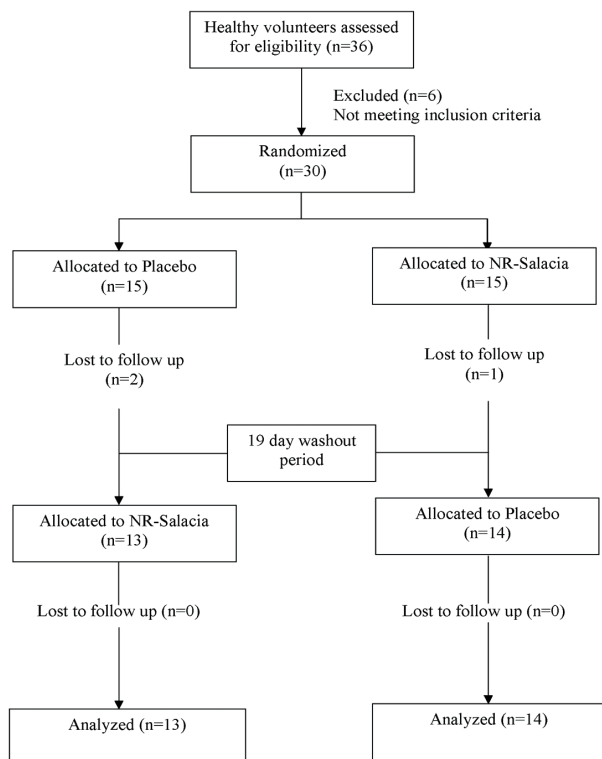 Healthy volunteers assessed
for eligibility (n=36)
Excluded (n=6)
Not meeting inclusion criteria
Randomized
(n=30)
Allocated to Placebo
(n=15)
Allocated to NR-Salacia
(n=15)
Lost to follow up
(n=2)
Lost to follow up
(n=1)
19 day washout
period
Allocated to NR-Salacia
(n=13)
Allocated to Placebo
(n=14)
Lost to follow up (n=0)
Lost to follow up (n=0)
Analyzed (n=13)
Analyzed (n=14)